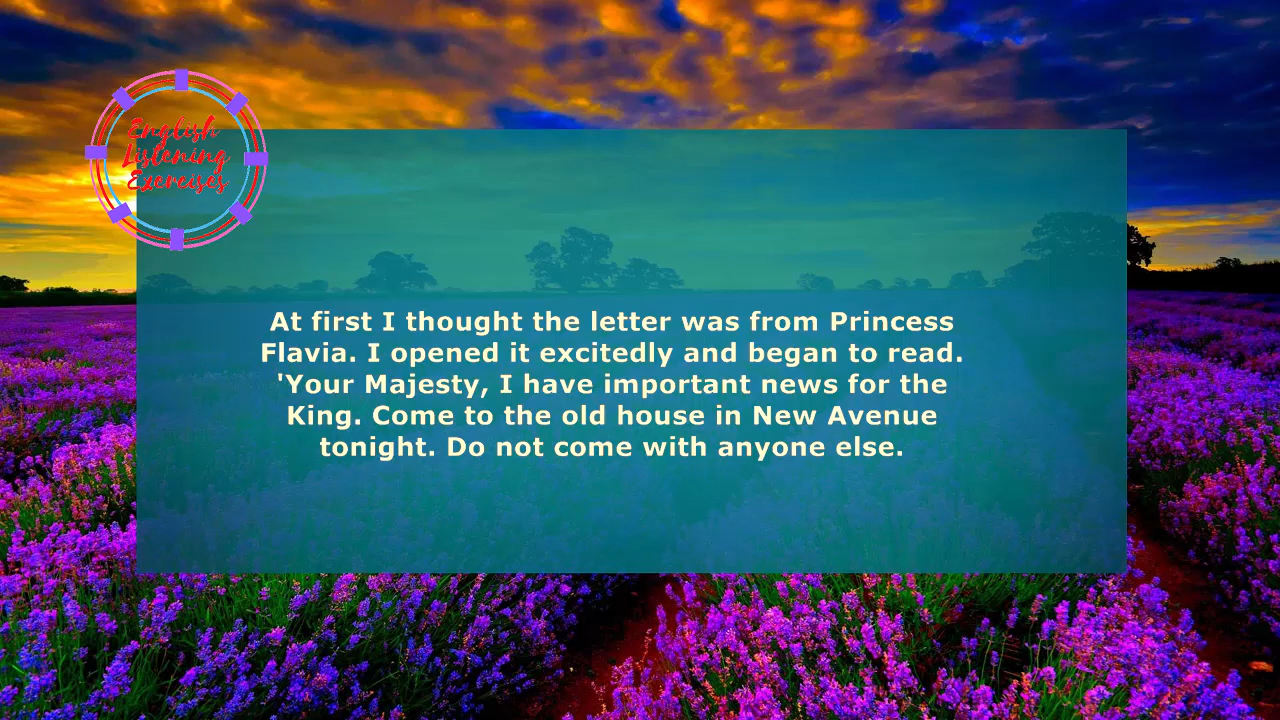 English
Listening
Exercises
At first I thought the letter was from Princess
Flavia. I opened it excitedly and began to read.
'Your Majesty, I have important news for the
King. Come to the old house in New Avenue
tonight. Do not come with anyone else.